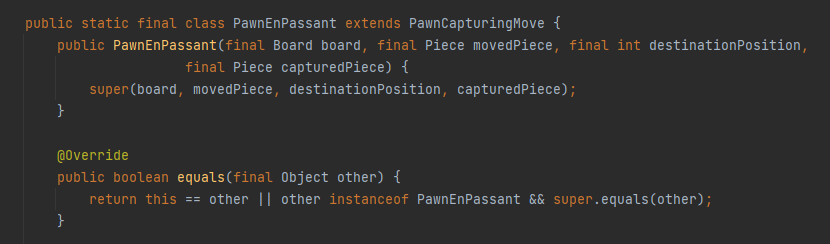 public static final class PawnEnPassant extends PawnCapturingMove {
public PawnEnPassant(final Board board, final Piece movedPiece, final int destinationPosition,
final Piece capturedPiece) {
super(board, movedPiece, destinationPosition, capturedPiece);
}
@Override
public boolean equals(final Object other) {
return this == other || other instanceof PawnEnPassant && super.equals(other);
}